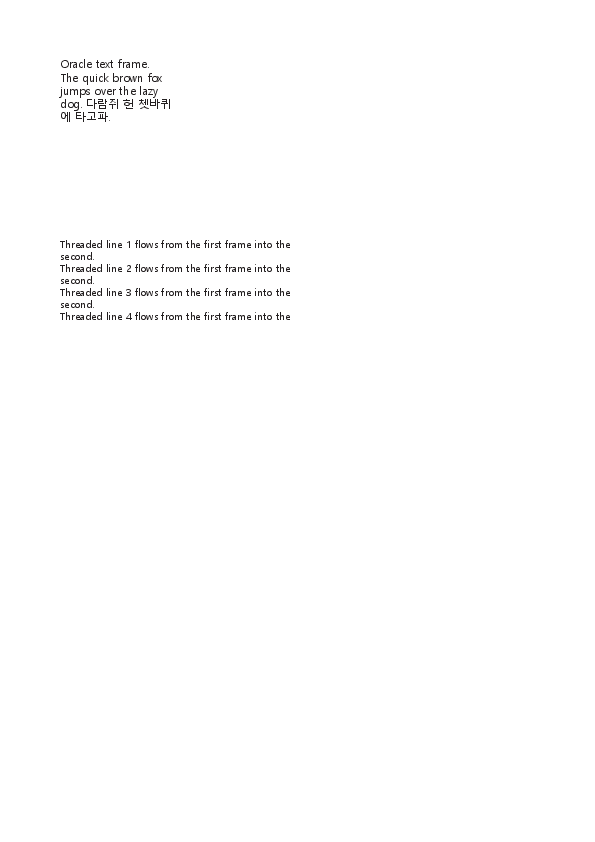 Oracle text frame.
The quick brown fox
jumps over the lazy
dog. 다람쥐 헌 쳇바퀴
에 타고파.
Threaded line 1 flows from the first frame into the
second.
Threaded line 2 flows from the first frame into the
second.
Threaded line 3 flows from the first frame into the
second.
Threaded line 4 flows from the first frame into the